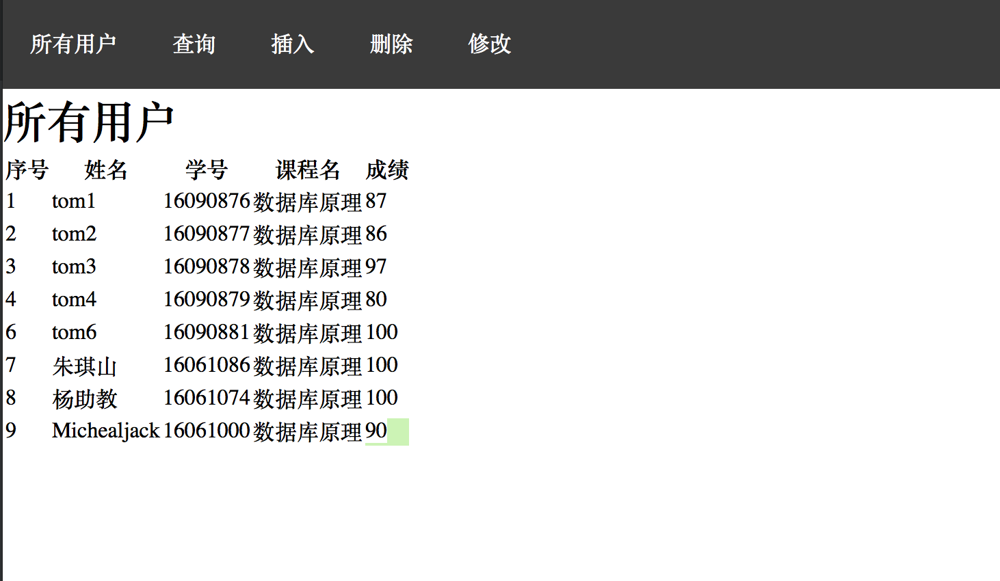 所有用户 查询 插入 删除 修改
所有用户
序号 姓名 学号 课程名 成绩
1 tom1 16090876 数据库原理 87
2 tom2 16090877 数据库原理 86
3 tom3 16090878 数据库原理 97
4 tom4 16090879 数据库原理 80
6 tom6 16090881 数据库原理 100
7 朱琪山 16061086 数据库原理 100
8 杨助教 16061074 数据库原理 100
9 Michealjack 16061000 数据库原理 90